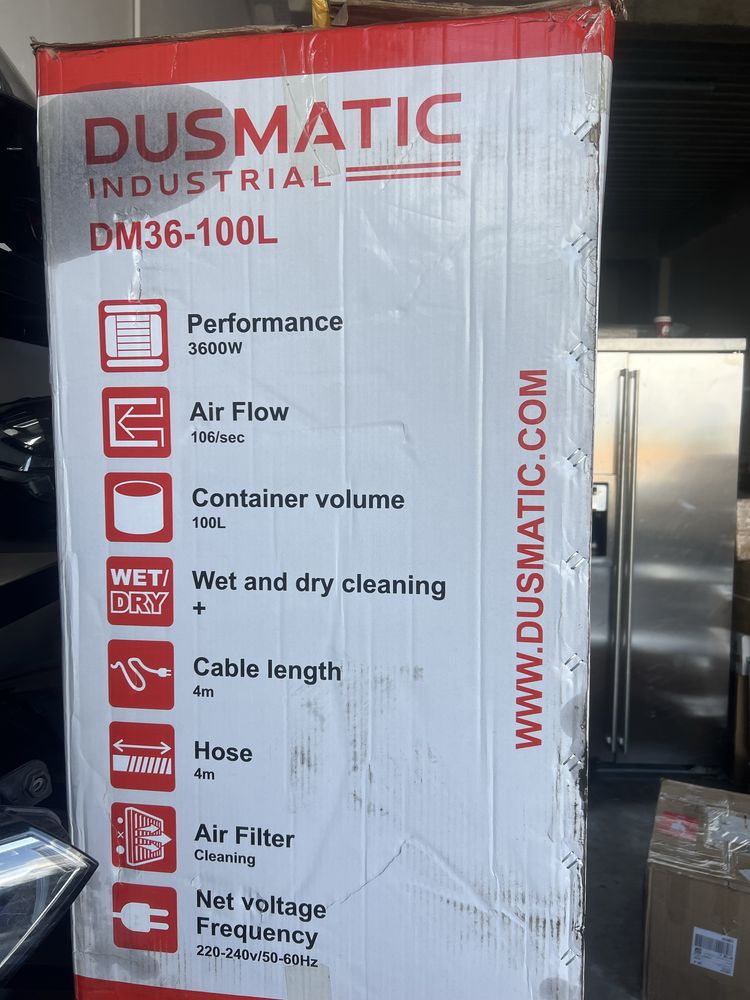 DUSMATIC
INDUSTRIAL
DM36-100L
Performance
3600W
Air Flow
106/sec
Container volume
100L
WET/
DRY
Wet and dry cleaning
+
Cable length
4m
Hose
4m
Air Filter
Cleaning
Net voltage
Frequency
220-240v/50-60Hz
WWW.DUSMATIC.COM